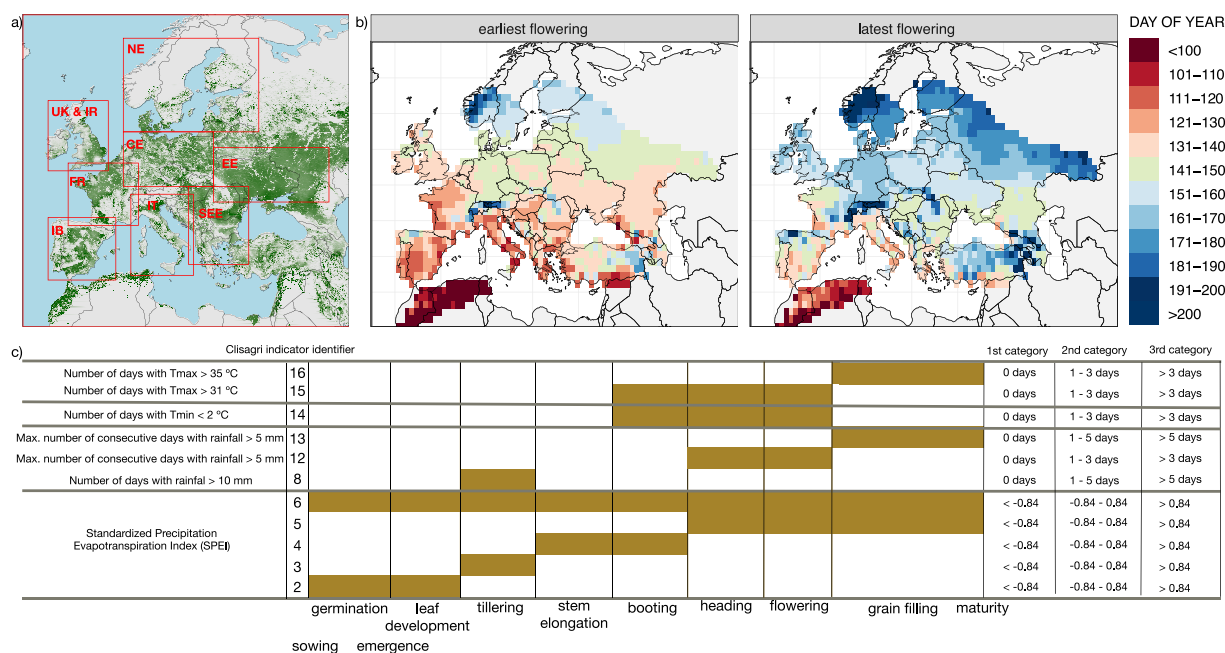 a)
NE
UK & IR
CE
EE
FR
IT
SEE
IB
b)
earliest flowering
latest flowering
DAY OF YEAR
<100
101–110
111–120
121–130
131–140
141–150
151–160
161–170
171–180
181–190
191–200
>200
c)
Clisagri indicator identifier
1st category 2nd category 3rd category
Number of days with Tmax > 35 ºC 16 0 days 1 - 3 days > 3 days
Number of days with Tmax > 31 ºC 15 0 days 1 - 3 days > 3 days
Number of days with Tmin < 2 ºC 14 0 days 1 - 3 days > 3 days
Max. number of consecutive days with rainfall > 5 mm 13 0 days 1 - 5 days > 5 days
Max. number of consecutive days with rainfall > 5 mm 12 0 days 1 - 3 days > 3 days
Number of days with rainfal > 10 mm 8 0 days 1 - 5 days > 5 days
6 < -0.84 -0.84 - 0.84 > 0.84
5 < -0.84 -0.84 - 0.84 > 0.84
Standardized Precipitation
Evapotranspiration Index (SPEI)
4 < -0.84 -0.84 - 0.84 > 0.84
3 < -0.84 -0.84 - 0.84 > 0.84
2 < -0.84 -0.84 - 0.84 > 0.84
germination leaf development tillering stem elongation booting heading flowering grain filling maturity
sowing emergence